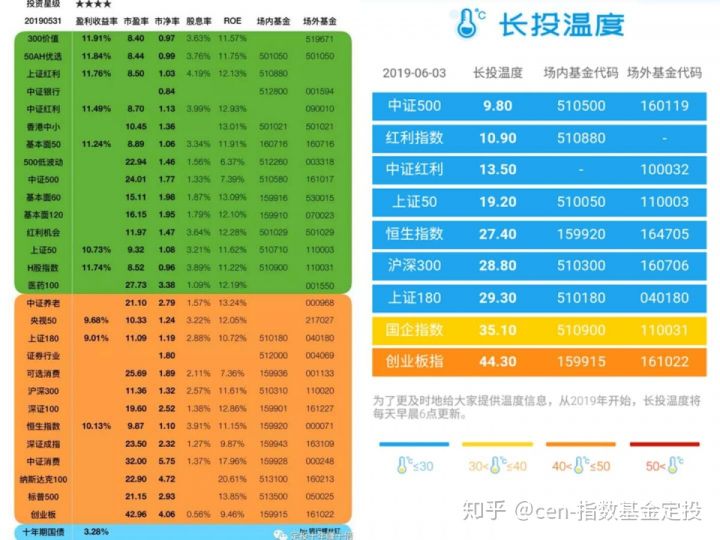 投资星级 ★★★★
20190531 盈利收益率 市盈率 市净率 股息率 ROE 场内基金 场外基金
300价值 11.91% 8.40 0.97 3.63% 11.57% 519671
50AH优选 11.84% 8.44 0.99 3.76% 11.75% 501050 501050
上证红利 11.76% 8.50 1.03 4.19% 12.13% 510880
中证银行 0.84 512800 001594
中证红利 11.49% 8.70 1.13 3.99% 12.93% 090010
香港中小 10.45 1.36 13.01% 501021 501021
基本面50 11.24% 8.89 1.06 3.34% 11.91% 160716 160716
500低波动 22.94 1.46 1.56% 6.37% 512260 003318
中证500 24.01 1.77 1.33% 7.39% 510580 161017
基本面60 15.11 1.98 1.87% 13.09% 159916 530015
基本面120 16.15 1.95 1.79% 12.10% 159910 070023
红利机会 11.97 1.47 3.64% 12.28% 501029 501029
上证50 10.73% 9.32 1.08 3.21% 11.62% 510710 110003
H股指数 11.74% 8.52 0.96 3.89% 11.22% 510900 110031
医药100 27.73 3.38 1.09% 12.19% 001550
中证养老 21.10 2.79 1.57% 13.24% 000968
央视50 9.68% 10.33 1.24 3.22% 12.05% 217027
上证180 9.01% 11.09 1.19 2.88% 10.72% 510180 040180
证券行业 1.80 512000 004069
可选消费 25.69 1.89 2.11% 7.36% 159936 001133
沪深300 11.36 1.32 2.57% 11.61% 510310 110020
深证100 19.60 2.52 1.38% 12.86% 159901 161227
恒生指数 10.13% 9.87 1.10 3.91% 11.15% 159920 000071
深证成指 23.50 2.32 1.27% 9.87% 159943 163109
中证消费 32.00 5.75 1.37% 17.96% 159928 000248
纳斯达克100 22.90 4.72 20.61% 513100 160213
标普500 21.15 2.93 13.85% 513500 050025
创业板 42.96 4.06 0.56% 9.46% 159915 161022
十年期国债 3.28%
℃ 长投温度
2019-06-03 长投温度 场内基金代码 场外基金代码
中证500 9.80 510500 160119
红利指数 10.90 510880 -
中证红利 13.50 - 100032
上证50 19.20 510050 110003
恒生指数 27.40 159920 164705
沪深300 28.80 510300 160706
上证180 29.30 510180 040180
国企指数 35.10 510900 110031
创业板指 44.30 159915 161022
为了更及时地给大家提供温度信息，从2019年开始，长投温度将
每天早晨6点更新。
℃≤30 30<℃≤40 40<℃≤50 50<℃
知乎 @cen-指数基金定投